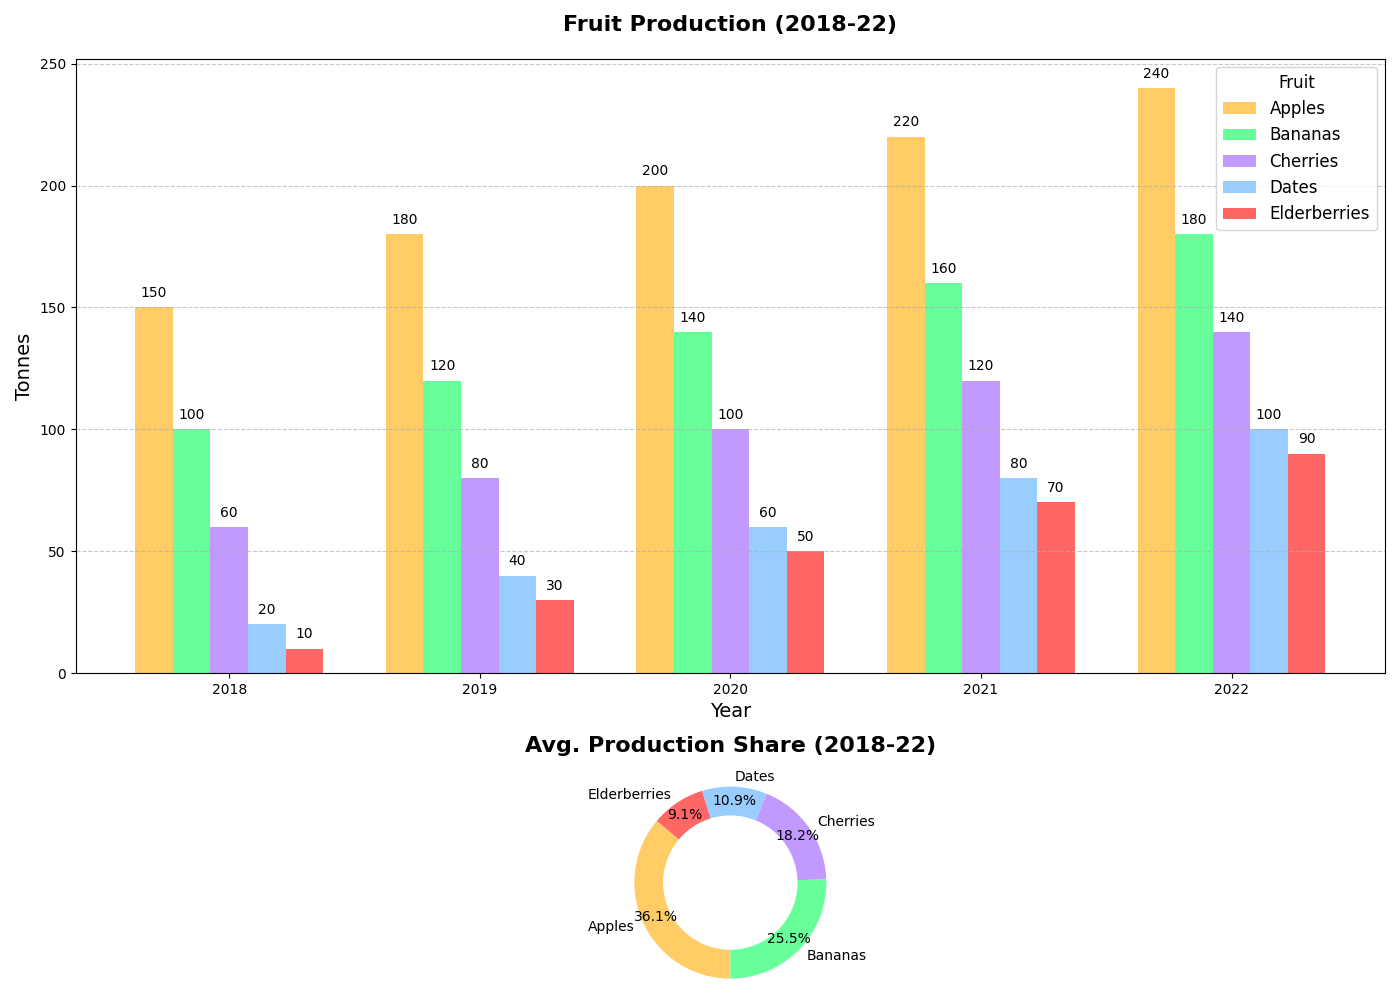 Fruit Production (2018-22)
250
200
150
100
50
0
Tonnes
150
100
60
20
10
180
120
80
40
30
200
140
100
60
50
220
160
120
80
70
240
180
140
100
90
Fruit
Apples
Bananas
Cherries
Dates
Elderberries
2018 2019 2020 2021 2022
Year
Avg. Production Share (2018-22)
Dates
10.9%
Elderberries
9.1%
Cherries
18.2%
Apples
36.1%
Bananas
25.5%